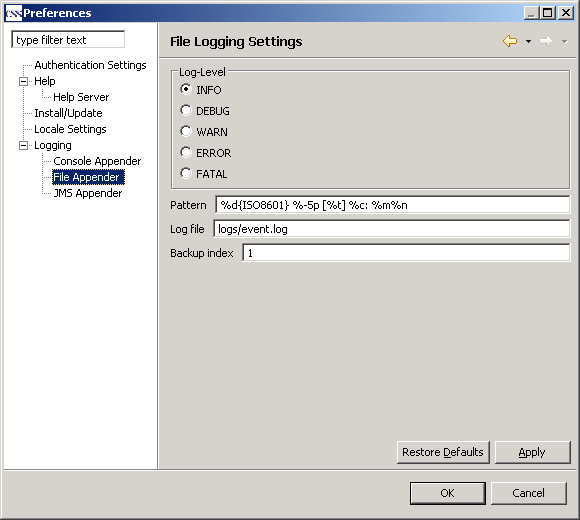 CSS Preferences
type filter text
Authentication Settings
Help
Help Server
Install/Update
Locale Settings
Logging
Console Appender
File Appender
JMS Appender
File Logging Settings
Log-Level
INFO
DEBUG
WARN
ERROR
FATAL
Pattern %d{ISO8601} %-5p [%t] %c: %m%n
Log file logs/event.log
Backup index 1
Restore Defaults Apply
OK Cancel